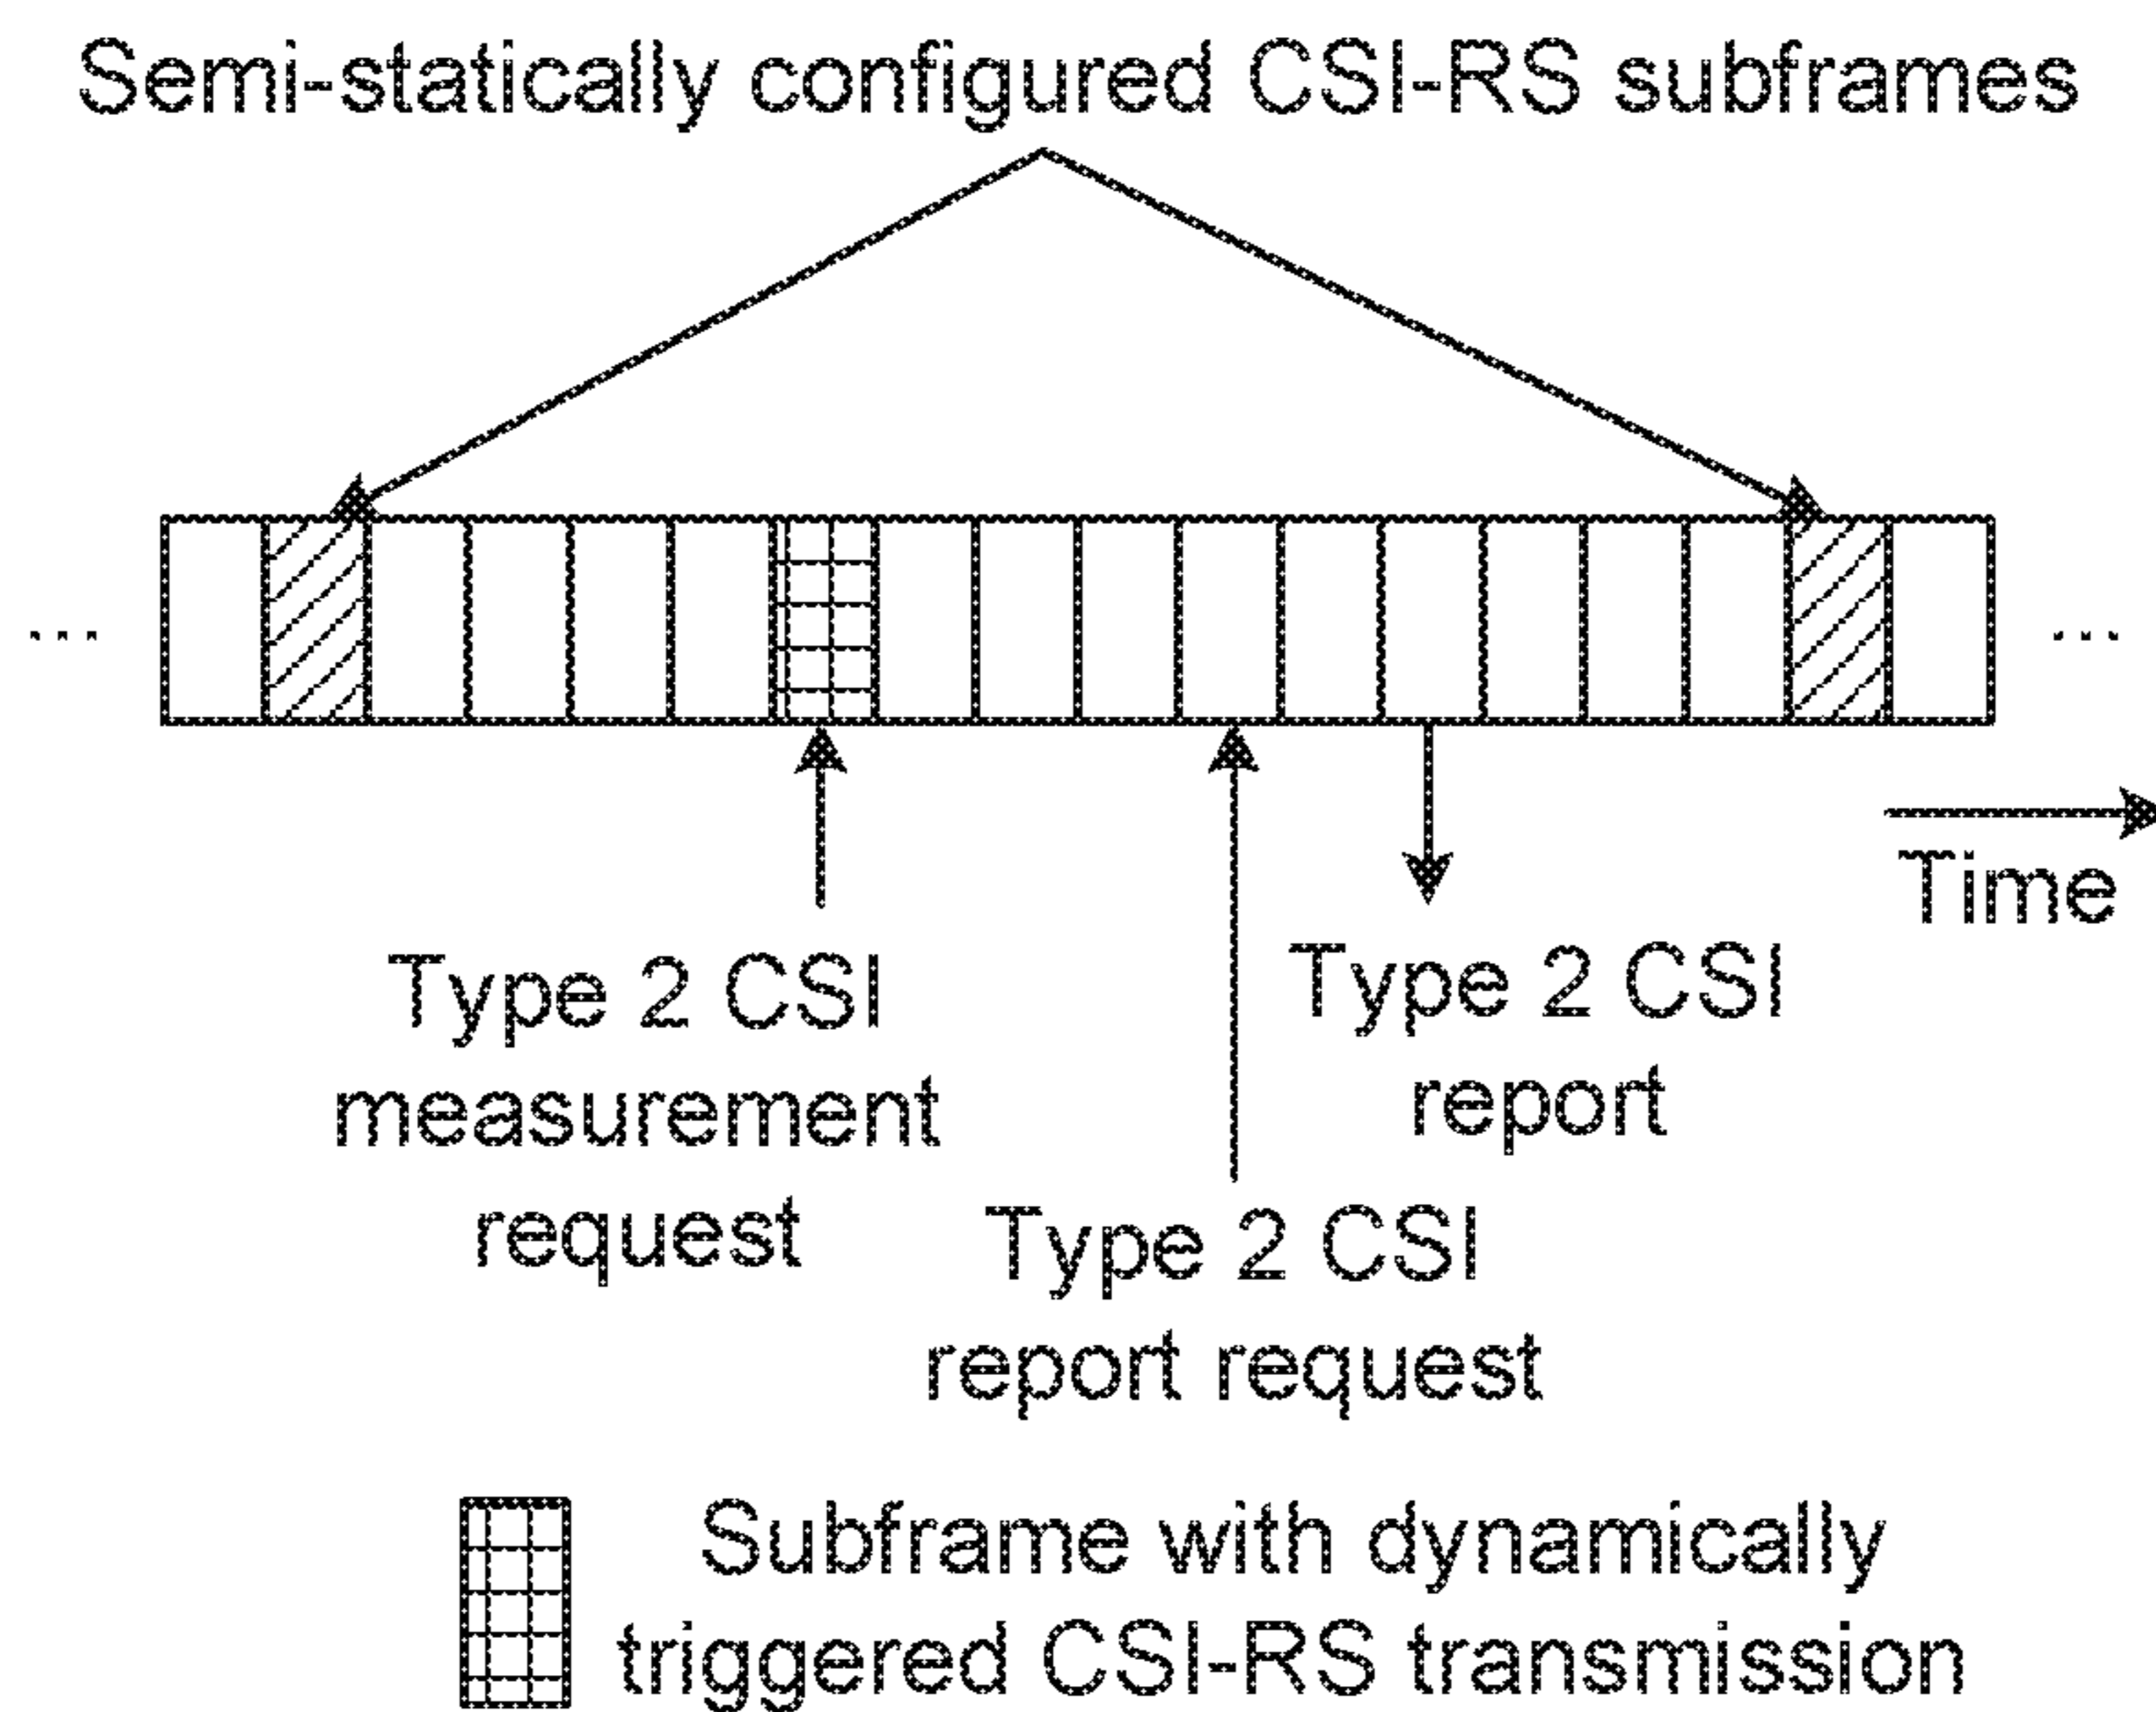 Semi-statically configured CSI-RS subframes
... ...
Time
Type 2 CSI
measurement
request
Type 2 CSI
report
Type 2 CSI
report request
Subframe with dynamically
triggered CSI-RS transmission